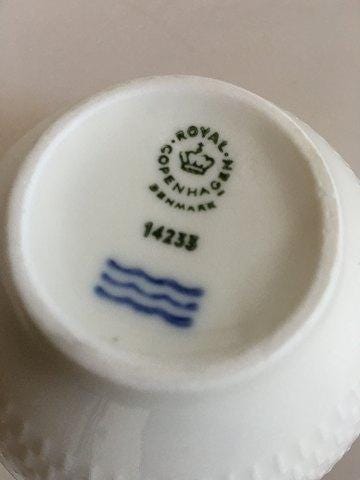 ROYAL
COPENHAGEN
DENMARK
14233